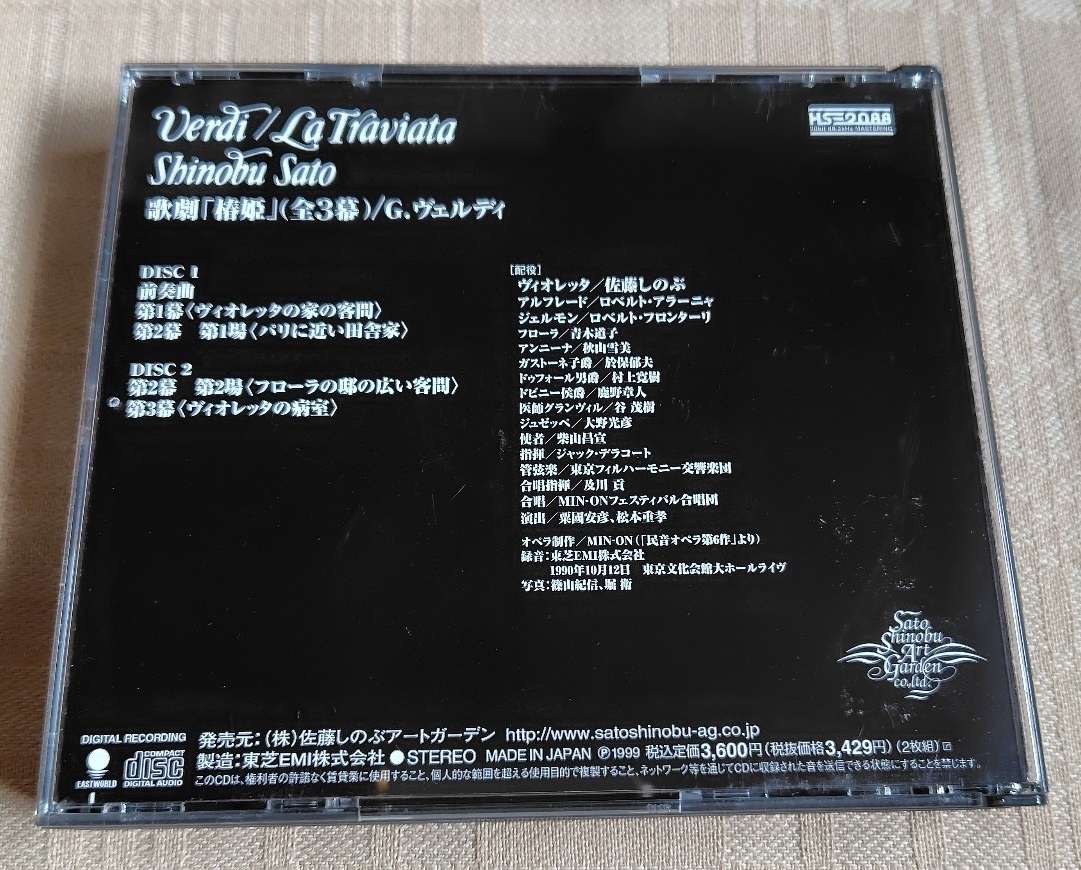 Verdi / La Traviata
Shinobu Sato
歌劇「椿姫」(全3幕)/G.ヴェルディ
HS-2088
20bit 88.2kHz MASTERING
DISC 1
前奏曲
第1幕〈ヴィオレッタの家の客間〉
第2幕 第1場〈パリに近い田舎家〉
DISC 2
第2幕 第2場〈フローラの邸の広い客間〉
第3幕〈ヴィオレッタの病室〉
[配役]
ヴィオレッタ/佐藤しのぶ
アルフレード/ロベルト・アラーニャ
ジェルモン/ロベルト・フロンターリ
フローラ/青木道子
アンニーナ/秋山雪美
ガストーネ子爵/於保郁夫
ドゥフォール男爵/村上寛樹
ドビニー侯爵/鹿野章人
医師グランヴィル/谷 茂樹
ジュゼッペ/大野光彦
使者/柴山昌宣
指揮/ジャック・デラコート
管弦楽/東京フィルハーモニー交響楽団
合唱指揮/及川 貢
合唱/MIN-ONフェスティバル合唱団
演出/粟國安彦、松本重孝
オペラ制作/MIN-ON(「民音オペラ第6作」より)
録音:東芝EMI株式会社
1990年10月12日 東京文化会館大ホールライヴ
写真:篠山紀信、堀 衛
Sato
Shinobu
Art
Garden
co.,ltd.
DIGITAL RECORDING
EASTWORLD
COMPACT
disc
DIGITAL AUDIO
発売元:(株)佐藤しのぶアートガーデン http://www.satoshinobu-ag.co.jp
製造:東芝EMI株式会社 ●STEREO MADE IN JAPAN Ⓟ1999 税込定価3,600円(税抜価格3,429円)(2枚組)
このCDは、権利者の許諾なく賃貸業に使用すること、個人的な範囲を超える使用目的で複製すること、ネットワーク等を通じてCDに収録された音を送信できる状態にすることを禁じます。